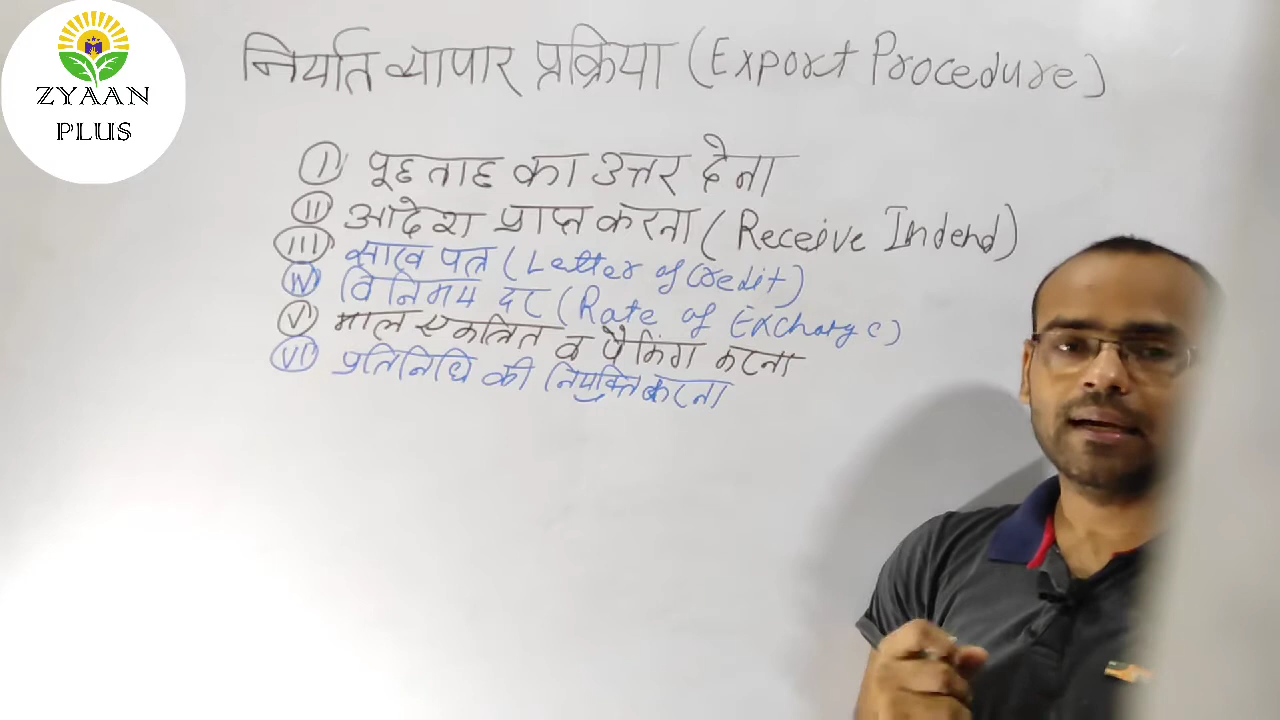 ZYAAN
PLUS
निर्यात व्यापार प्रक्रिया (Export Procedure)
I पूछताछ का उत्तर देना
II आदेश प्राप्त करना (Receive Indend)
III साख पत्र (Letter of Credit)
IV विनिमय दर (Rate of Exchange)
V माल एकत्रित व पैकिंग करना
VI प्रतिनिधि की नियुक्ति करना